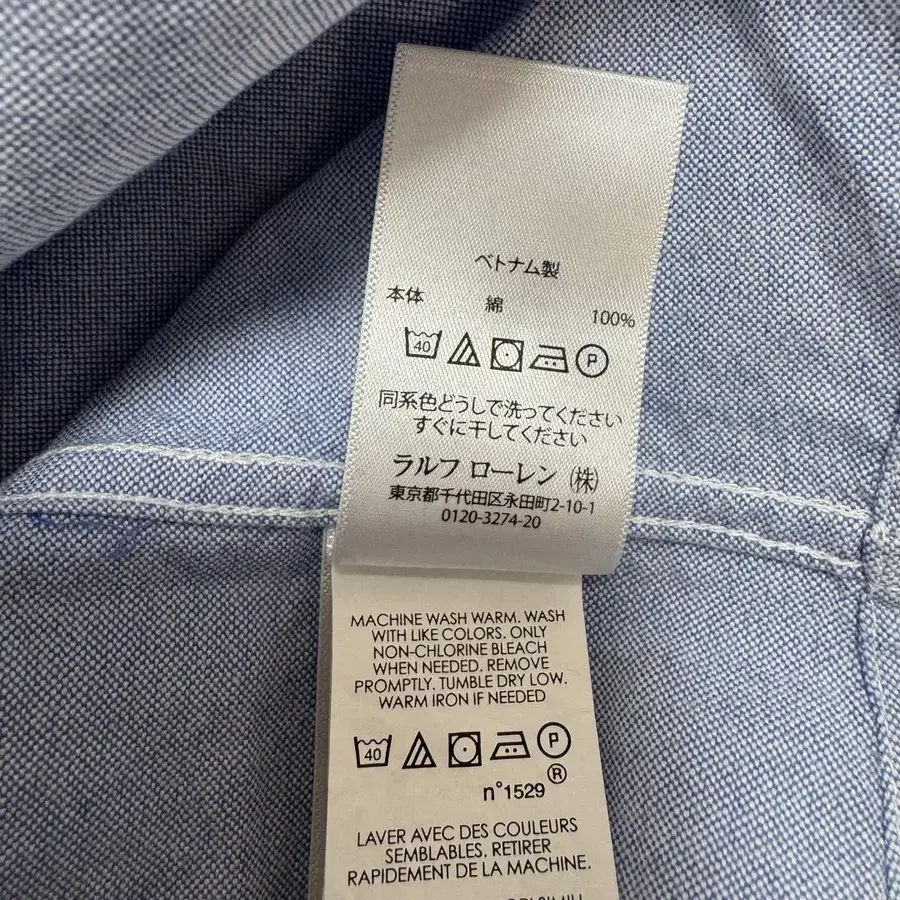 ベトナム製
本体 綿 100%
40 P
同系色どうしで洗ってください
すぐに干してください
ラルフ ローレン (株)
東京都千代田区永田町2-10-1
0120-3274-20
MACHINE WASH WARM. WASH
WITH LIKE COLORS. ONLY
NON-CHLORINE BLEACH
WHEN NEEDED. REMOVE
PROMPTLY. TUMBLE DRY LOW.
WARM IRON IF NEEDED
40 P
®
n°1529
LAVER AVEC DES COULEURS
SEMBLABLES. RETIRER
RAPIDEMENT DE LA MACHINE.